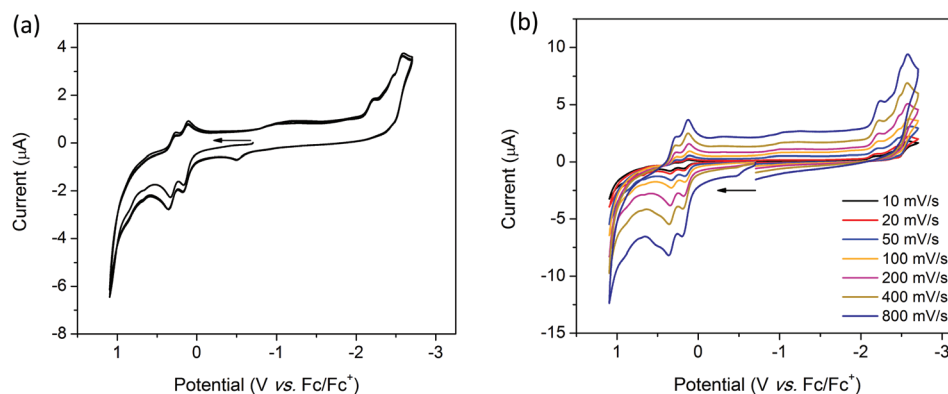 (a)
4
2
0
-2
-4
-6
-8
Current (µA)
1
0
-1
-2
-3
Potential (V vs. Fc/Fc⁺)
(b)
10
5
0
-5
-10
-15
Current (µA)
10 mV/s
20 mV/s
50 mV/s
100 mV/s
200 mV/s
400 mV/s
800 mV/s
1
0
-1
-2
-3
Potential (V vs. Fc/Fc⁺)